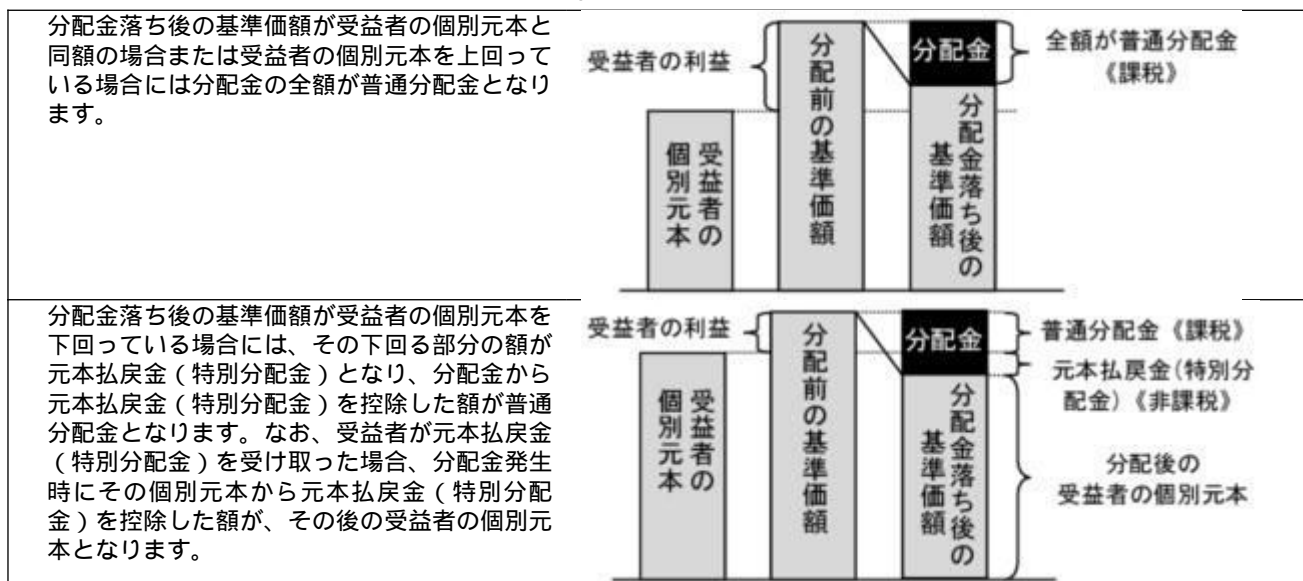 分配金落ち後の基準価額が受益者の個別元本と
同額の場合または受益者の個別元本を上回って
いる場合には分配金の全額が普通分配金となり
ます。
受益者の利益
受益者の
個別元本
分配前の基準価額
分配金
分配金落ち後の
基準価額
全額が普通分配金
《課税》
分配金落ち後の基準価額が受益者の個別元本を
下回っている場合には、その下回る部分の額が
元本払戻金(特別分配金)となり、分配金から
元本払戻金(特別分配金)を控除した額が普通
分配金となります。なお、受益者が元本払戻金
(特別分配金)を受け取った場合、分配金発生
時にその個別元本から元本払戻金(特別分配
金)を控除した額が、その後の受益者の個別元
本となります。
受益者の利益
受益者の
個別元本
分配前の基準価額
分配金
分配金落ち後の
基準価額
普通分配金《課税》
元本払戻金(特別分
配金)《非課税》
分配後の
受益者の個別元本